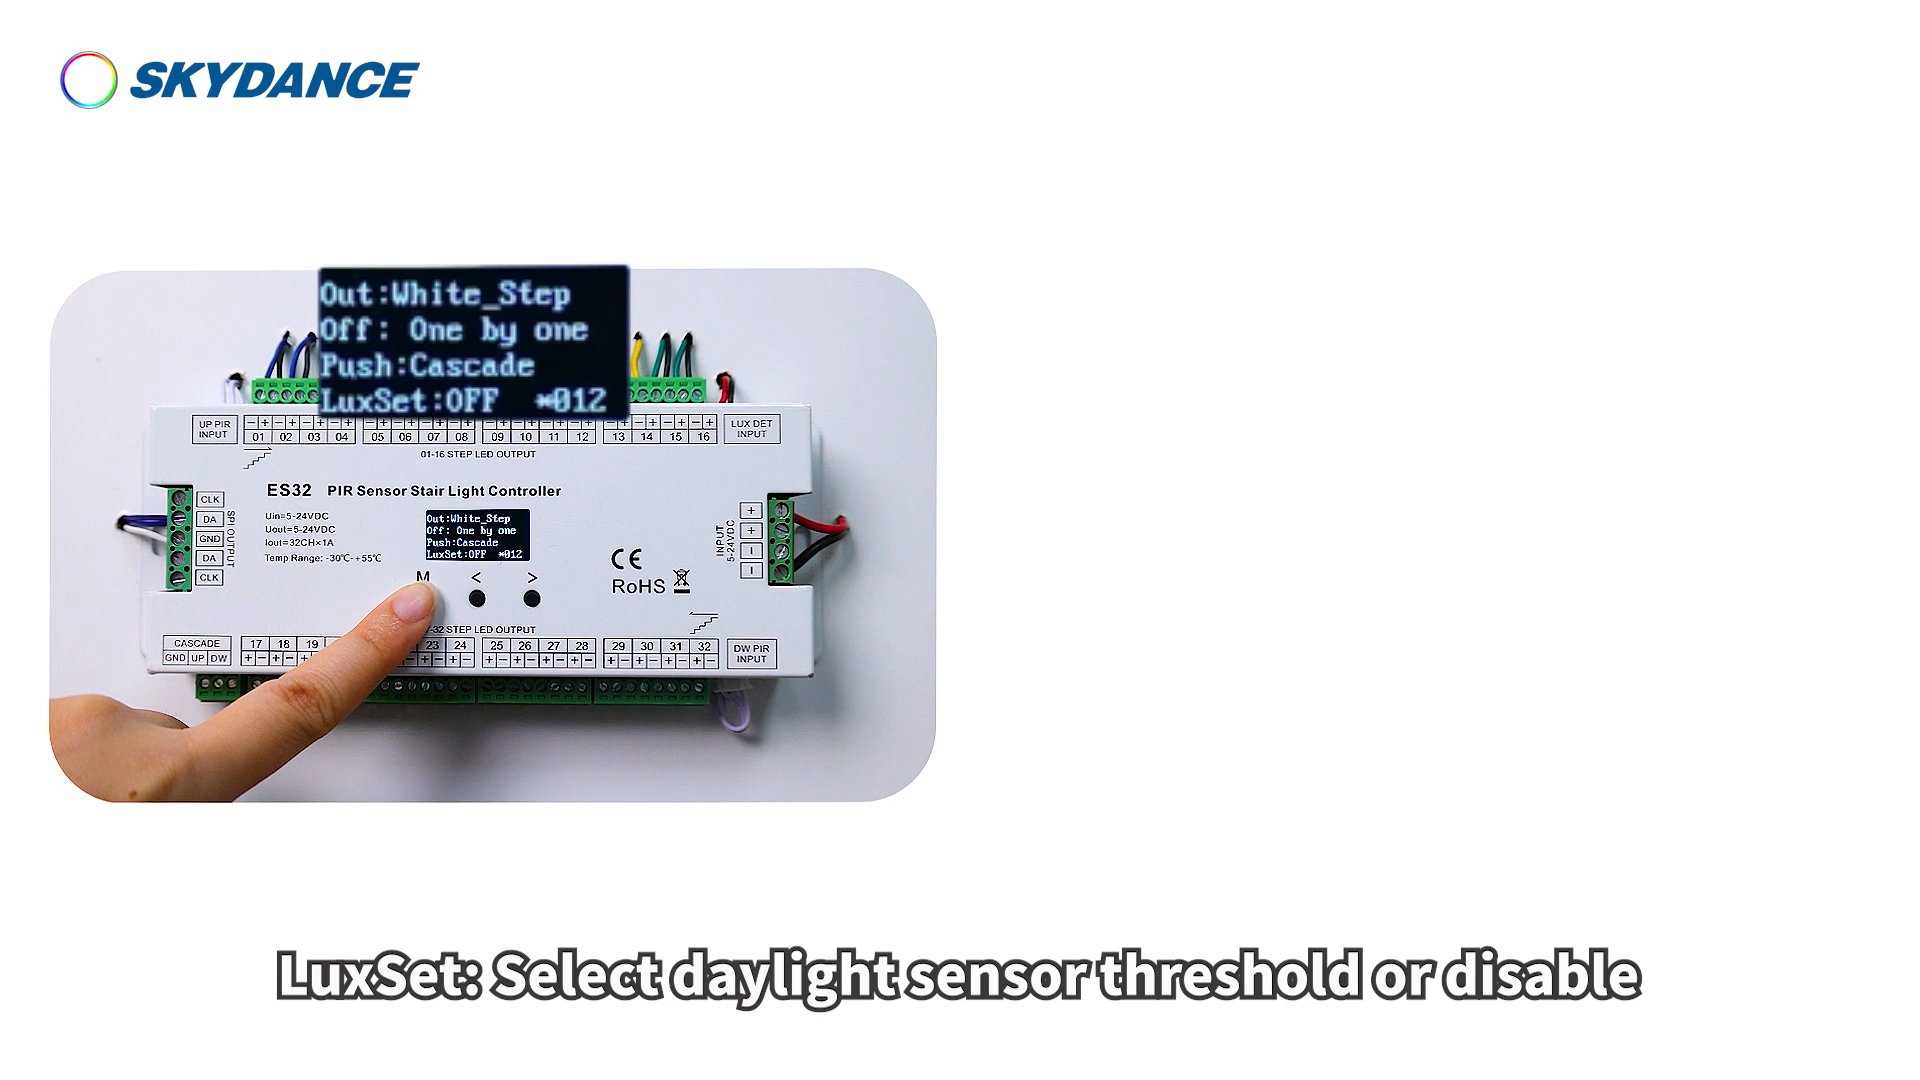 SKYDANCE
Out:White_Step
Off: One by one
Push:Cascade
LuxSet:OFF *012
UP PIR INPUT
- + - + - + - +
01 02 03 04
05 06 07 08
09 10 11 12
13 14 15 16
LUX DET INPUT
01-16 STEP LED OUTPUT
ES32 PIR Sensor Stair Light Controller
Uin=5-24VDC
Uout=5-24VDC
Iout=32CH×1A
Temp Range: -30℃-+55℃
CLK
DA
GND
DA
CLK
SPI OUTPUT
Out:White_Step
Off: One by one
Push:Cascade
LuxSet:OFF *012
M < >
CE
RoHS
INPUT
5-24VDC
+
+
-
-
-32 STEP LED OUTPUT
CASCADE
GND UP DW
17 18 19
23 24
25 26 27 28
29 30 31 32
+ - + - + - + -
DW PIR INPUT
LuxSet: Select daylight sensor threshold or disable